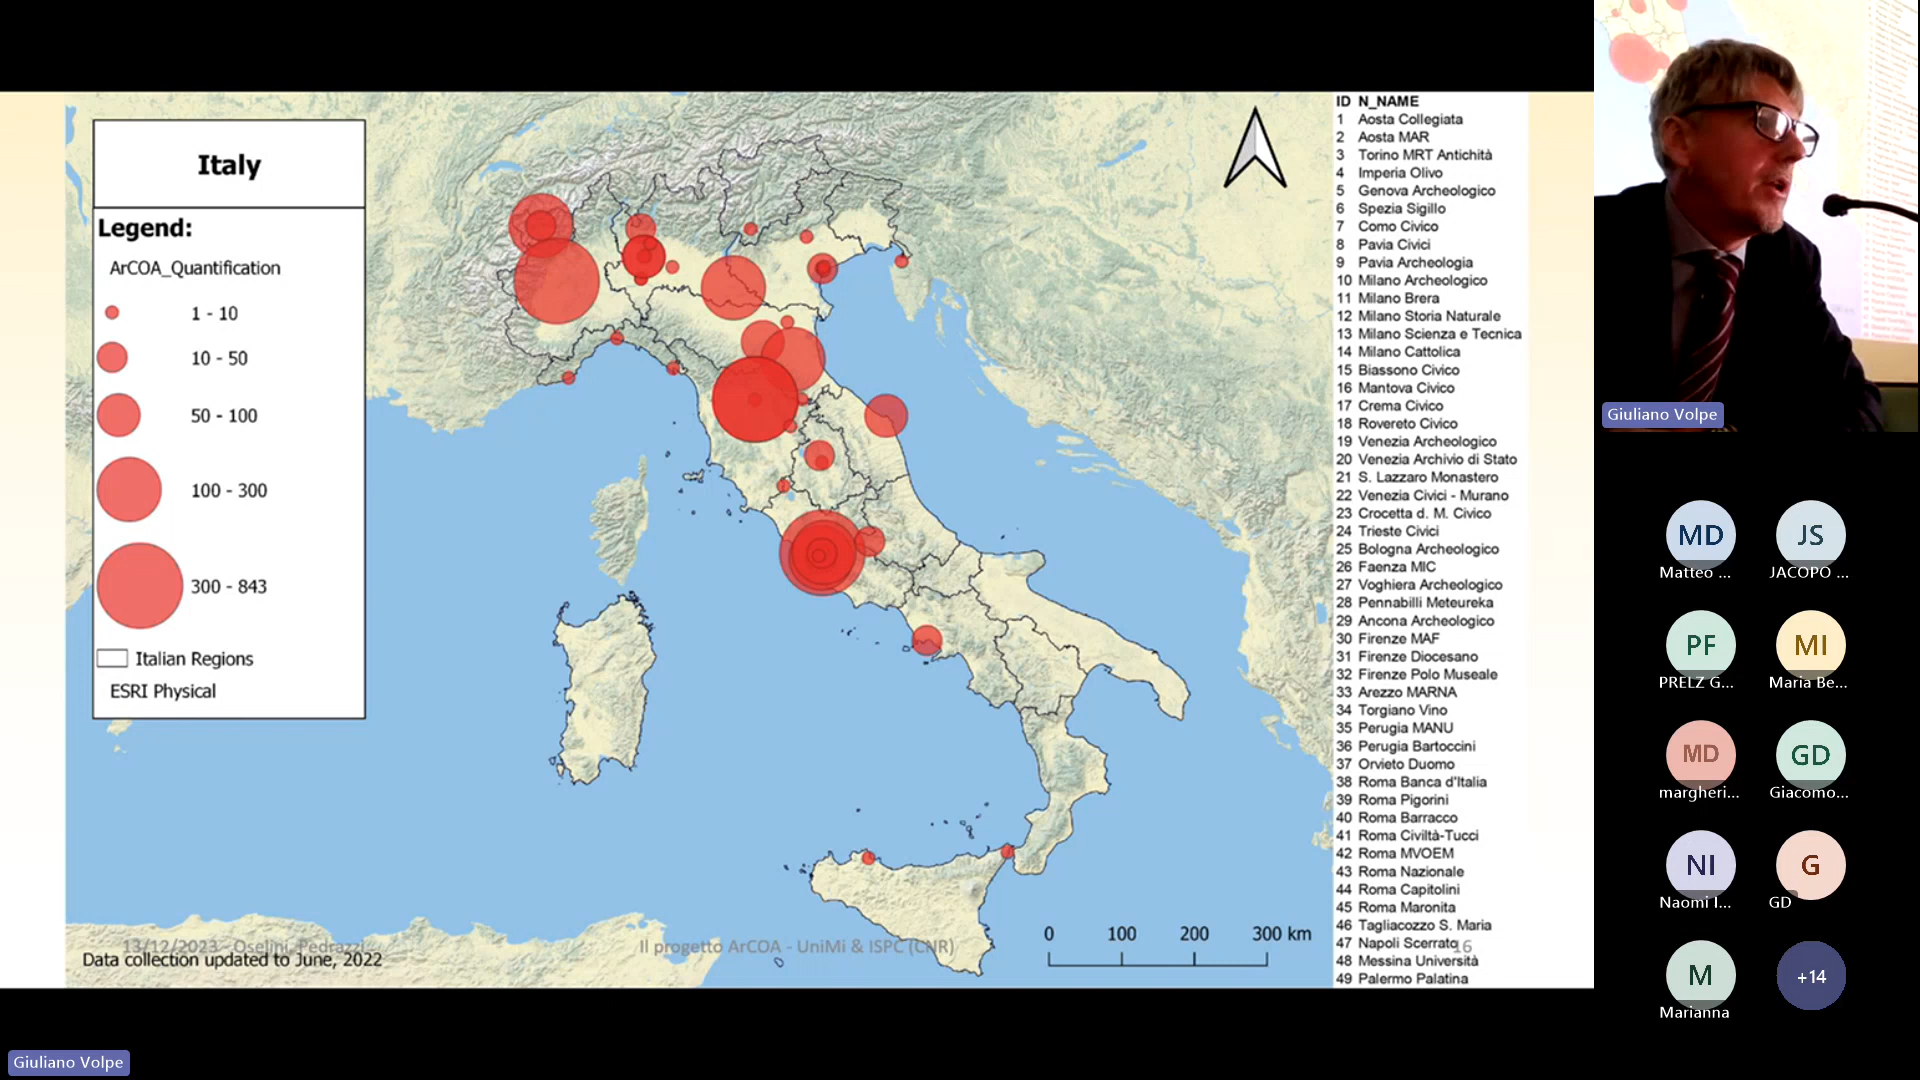 Italy
Legend:
ArCOA_Quantification
1 - 10
10 - 50
50 - 100
100 - 300
300 - 843
Italian Regions
ESRI Physical
13/12/2023 - Oselini, Pedrazzi
Data collection updated to June, 2022
Il progetto ArCOA - UniMi & ISPC (CNR)
0 100 200 300 km
16
ID N_NAME
1 Aosta Collegiata
2 Aosta MAR
3 Torino MRT Antichità
4 Imperia Olivo
5 Genova Archeologico
6 Spezia Sigillo
7 Como Civico
8 Pavia Civici
9 Pavia Archeologia
10 Milano Archeologico
11 Milano Brera
12 Milano Storia Naturale
13 Milano Scienza e Tecnica
14 Milano Cattolica
15 Biassono Civico
16 Mantova Civico
17 Crema Civico
18 Rovereto Civico
19 Venezia Archeologico
20 Venezia Archivio di Stato
21 S. Lazzaro Monastero
22 Venezia Civici - Murano
23 Crocetta d. M. Civico
24 Trieste Civici
25 Bologna Archeologico
26 Faenza MIC
27 Voghiera Archeologico
28 Pennabilli Meteureka
29 Ancona Archeologico
30 Firenze MAF
31 Firenze Diocesano
32 Firenze Polo Museale
33 Arezzo MARNA
34 Torgiano Vino
35 Perugia MANU
36 Perugia Bartoccini
37 Orvieto Duomo
38 Roma Banca d'Italia
39 Roma Pigorini
40 Roma Barracco
41 Roma Civiltà-Tucci
42 Roma MVOEM
43 Roma Nazionale
44 Roma Capitolini
45 Roma Maronita
46 Tagliacozzo S. Maria
47 Napoli Scerrato
48 Messina Università
49 Palermo Palatina
Giuliano Volpe
MD
Matteo ...
JS
JACOPO ...
PF
PRELZ G...
MI
Maria Be...
MD
margheri...
GD
Giacomo...
NI
Naomi I...
G
GD
M
Marianna
+14
Giuliano Volpe